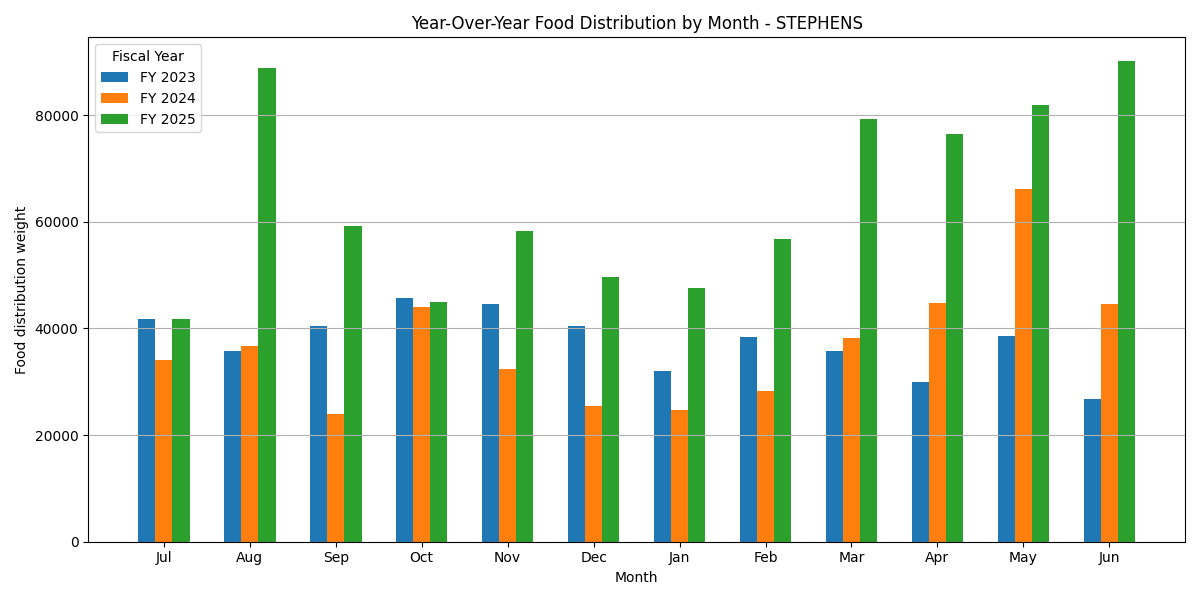 Year-Over-Year Food Distribution by Month - STEPHENS
Fiscal Year
FY 2023
FY 2024
FY 2025
Food distribution weight
80000
60000
40000
20000
0
Jul Aug Sep Oct Nov Dec Jan Feb Mar Apr May Jun
Month